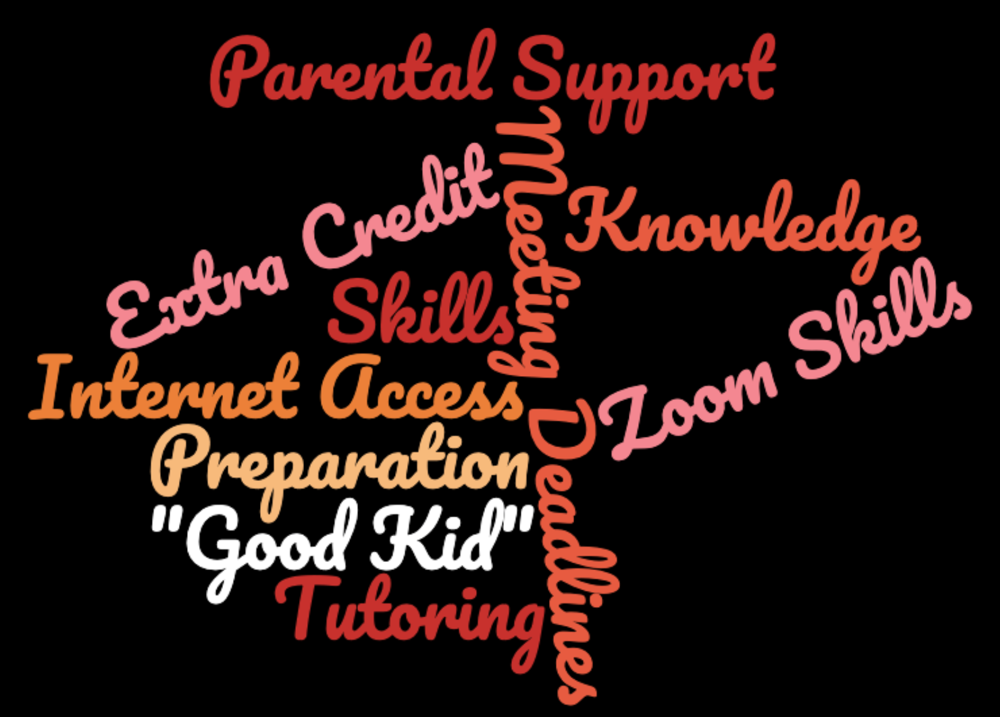 Parental Support
Meeting Deadlines
Extra Credit
Knowledge
Skills
Zoom Skills
Internet Access
Preparation
"Good Kid"
Tutoring